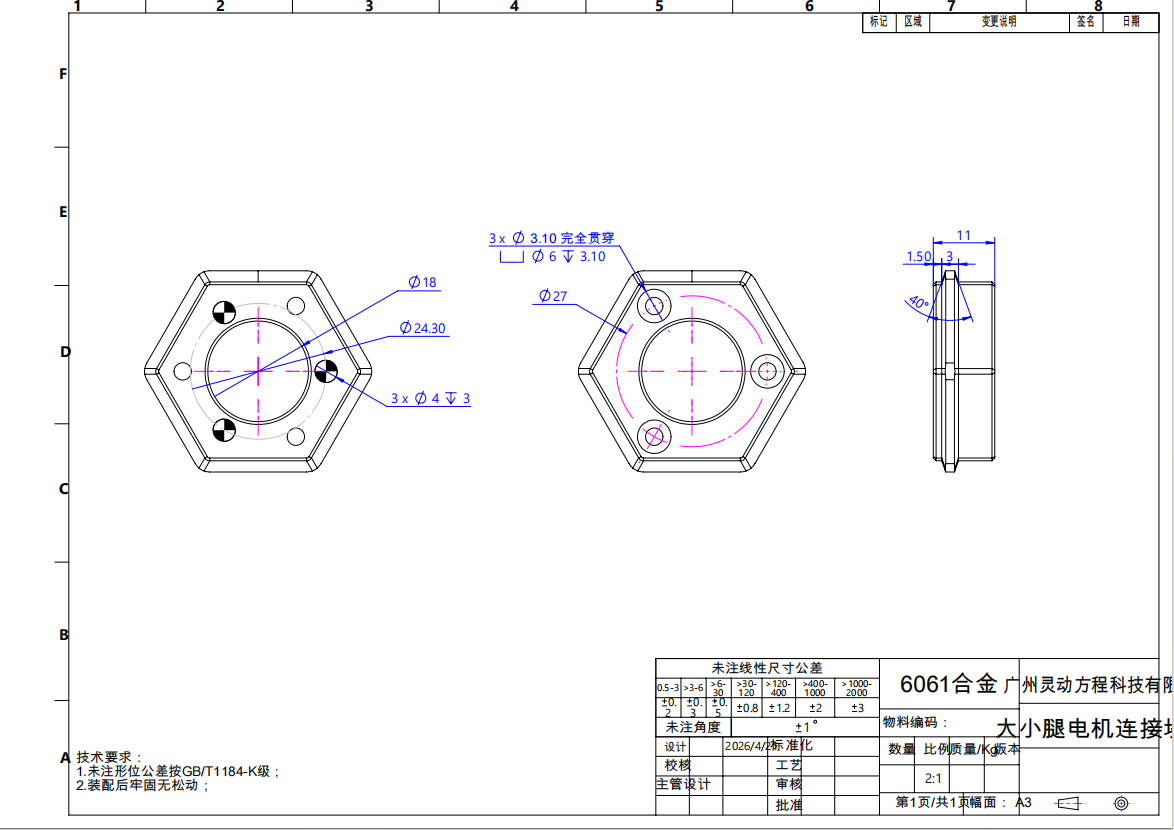 1 2 3 4 5 6 7 8
标记 区域 变更说明 签名 日期
F
E
D
C
B
A
3 x ∅ 3.10 完全贯穿
⌴ ∅ 6 ↧ 3.10
∅27
∅18
∅24.30
3 x ∅ 4 ↧ 3
11
1.50 3
40°
技术要求：
1.未注形位公差按GB/T1184-K级；
2.装配后牢固无松动；
未注线性尺寸公差
0.5-3 >3-6 >6-30 >30-120 >120-400 >400-1000 >1000-2000
±0.2 ±0.3 ±0.5 ±0.8 ±1.2 ±2 ±3
未注角度 ±1°
设计 2026/4/2 标准化
校核 工艺
主管设计 审核
批准
6061合金
广州灵动方程科技有限
物料编码：
大小腿电机连接
数量 比例 质量/Kg 版本
2:1
第1页/共1页 幅面： A3